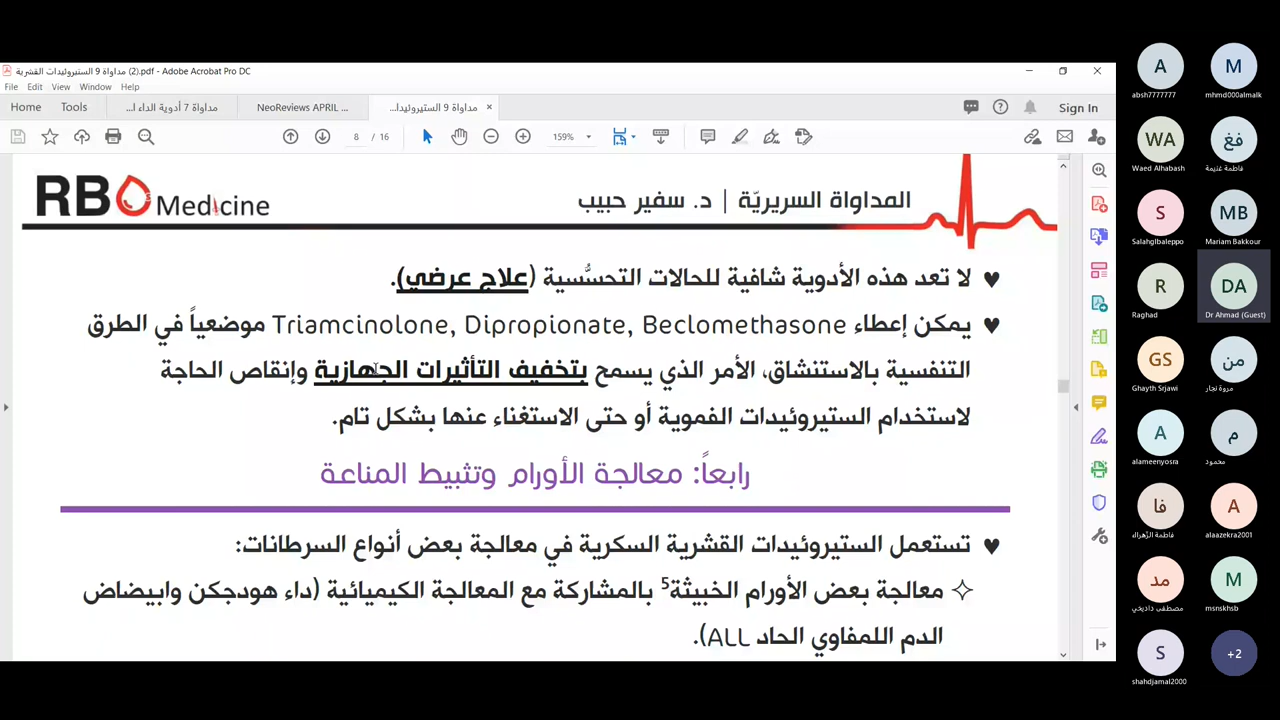 مداواة 9 الستيروئيدات القشرية (2).pdf - Adobe Acrobat Pro DC
File Edit View Window Help
Home Tools
مداواة 7 أدوية الداء ا...
NeoReviews APRIL ...
مداواة 9 الستيروئيدا...
Sign In
8 / 16
159%
RB Medicine
المداواة السريريّة | د. سفير حبيب
♥ لا تعد هذه الأدوية شافية للحالات التحسُّسية (علاج عرضي).
♥ يمكن إعطاء Triamcinolone, Dipropionate, Beclomethasone موضعياً في الطرق
التنفسية بالاستنشاق، الأمر الذي يسمح بتخفيف التأثيرات الجهازية وإنقاص الحاجة
لاستخدام الستيروئيدات الفموية أو حتى الاستغناء عنها بشكل تام.
رابعاً: معالجة الأورام وتثبيط المناعة
♥ تستعمل الستيروئيدات القشرية السكرية في معالجة بعض أنواع السرطانات:
✧ معالجة بعض الأورام الخبيثة⁵ بالمشاركة مع المعالجة الكيميائية (داء هودجكن وابيضاض
الدم اللمفاوي الحاد ALL).
A
M
absh7777777
mhmd000almalk
WA
فغ
Waed Alhabash
فاطمة غنيمة
S
MB
Salahglbaleppo
Mariam Bakkour
R
DA
Raghad
Dr Ahmad (Guest)
GS
من
Ghayth Srjawi
مروة نجار
A
م
alameenyosra
محمود
فا
A
فاطمة الزهراء
alaazekra2001
مد
M
مصطفى داديخي
msnskhsb
S
+2
shahdjamal2000